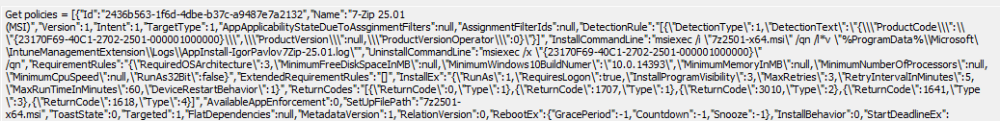 Get policies = [{"Id":"2436b563-1f6d-4dbe-b37c-a9487e7a2132","Name":"7-Zip 25.01
(MSI)","Version":1,"Intent":1,"TargetType":1,"AppApplicabilityStateDueToAssginmentFilters":null,"AssignmentFilterIds":null,"DetectionRule":"[{\"DetectionType\":1,\"DetectionText\":\"{\\\"ProductCode\\\":\\
\"{23170F69-40C1-2702-2501-000001000000}\\\",\\\"ProductVersion\\\":null,\\\"ProductVersionOperator\\\":0}\"}]","InstallCommandLine":"msiexec /i \"7z2501-x64.msi\" /qn /l*v \"%ProgramData%\\Microsoft\
\IntuneManagementExtension\\Logs\\AppInstall-IgorPavlov7Zip-25.01.log\"","UninstallCommandLine":"msiexec /x \"{23170F69-40C1-2702-2501-000001000000}\"
/qn","RequirementRules":"{\"RequiredOSArchitecture\":3,\"MinimumFreeDiskSpaceInMB\":null,\"MinimumWindows10BuildNumer\":\"10.0.14393\",\"MinimumMemoryInMB\":null,\"MinimumNumberOfProcessors\":null,
\"MinimumCpuSpeed\":null,\"RunAs32Bit\":false}","ExtendedRequirementRules":"[]","InstallEx":"{\"RunAs\":1,\"RequiresLogon\":true,\"InstallProgramVisibility\":3,\"MaxRetries\":3,\"RetryIntervalInMinutes\":5,
\"MaxRunTimeInMinutes\":60,\"DeviceRestartBehavior\":1}","ReturnCodes":"[{\"ReturnCode\":0,\"Type\":1},{\"ReturnCode\":1707,\"Type\":1},{\"ReturnCode\":3010,\"Type\":2},{\"ReturnCode\":1641,\"Type
\":3},{\"ReturnCode\":1618,\"Type\":4}]","AvailableAppEnforcement":0,"SetUpFilePath":"7z2501-
x64.msi","ToastState":0,"Targeted":1,"FlatDependencies":null,"MetadataVersion":1,"RelationVersion":0,"RebootEx":{"GracePeriod":-1,"Countdown":-1,"Snooze":-1},"InstallBehavior":0,"StartDeadlineEx":